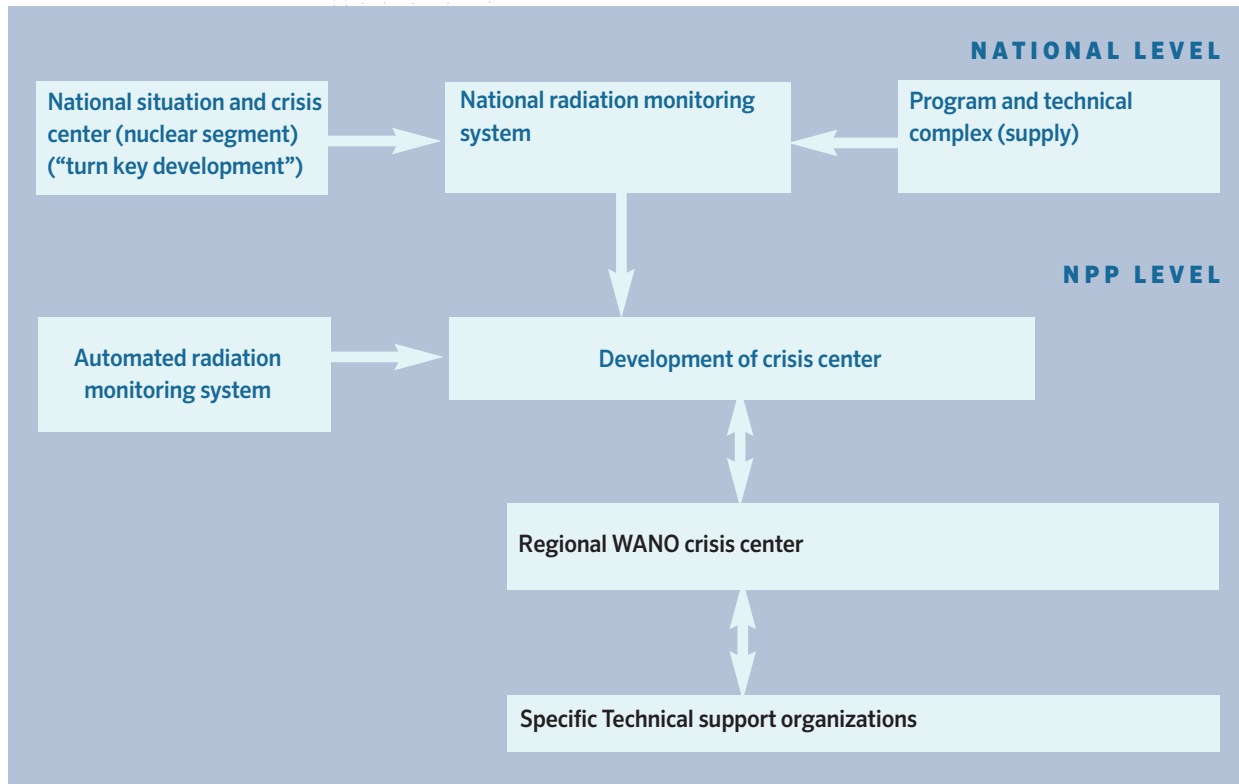 NATIONAL LEVEL
National situation and crisis
center (nuclear segment)
(“turn key development”)
National radiation monitoring
system
Program and technical
complex (supply)
NPP LEVEL
Automated radiation
monitoring system
Development of crisis center
Regional WANO crisis center
Specific Technical support organizations